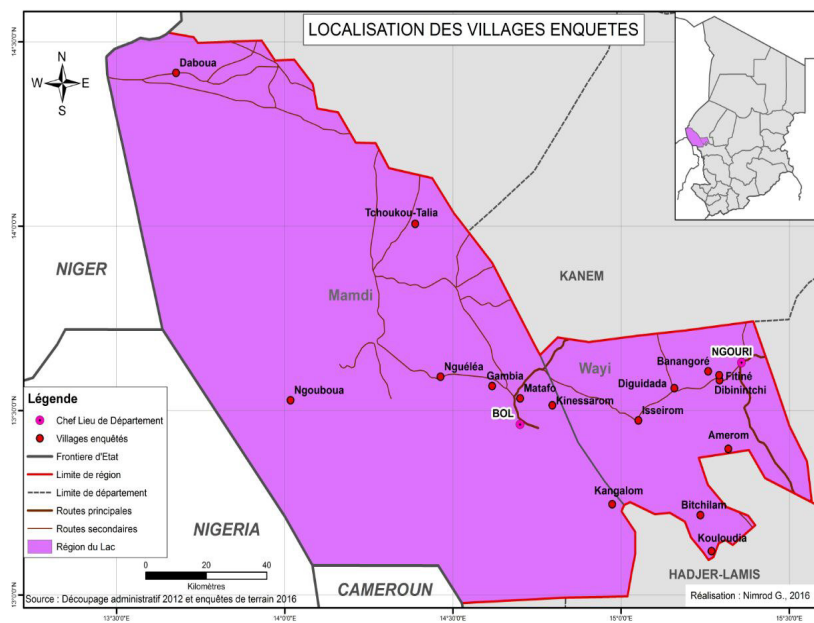 LOCALISATION DES VILLAGES ENQUETES
14°30'0"N
14°0'0"N
13°30'0"N
13°0'0"N
N
W E
S
Daboua
Tchoukou-Talia
NIGER
KANEM
Mamdi
Wayi
NGOURI
Banangoré
Fitiné
Dibinintchi
Nguéléa
Gambia
Diguidada
Matafo
Ngouboua
Kinessarom
BOL
Isseirom
Amerom
Kangalom
Bitchilam
Kouloudia
NIGERIA
CAMEROUN
HADJER-LAMIS
Légende
Chef Lieu de Département
Villages enquêtés
Frontiere d'Etat
Limite de région
Limite de département
Routes principales
Routes secondaires
Région du Lac
0 20 40
Kilomètres
Source : Découpage administratif 2012 et enquêtes de terrain 2016
Réalisation : Nimrod G., 2016
13°30'0"E
14°0'0"E
14°30'0"E
15°0'0"E
15°30'0"E